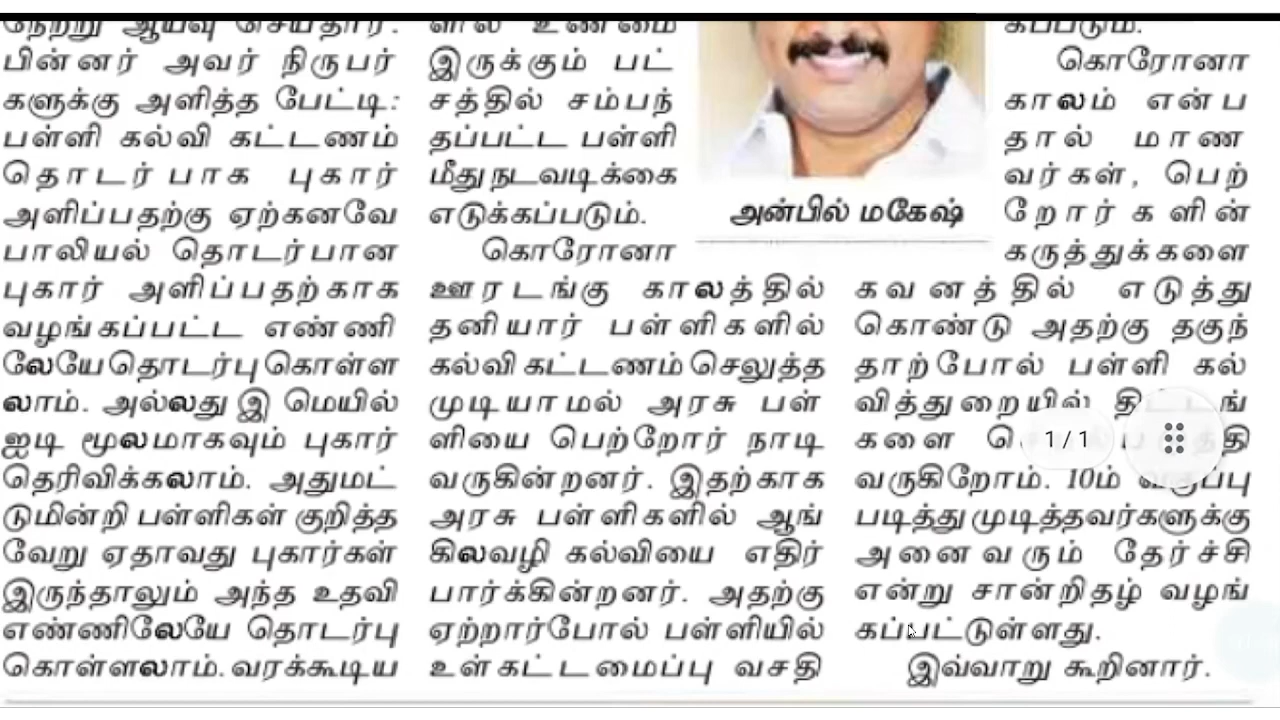 நேற்று ஆய்வு செய்தார்.
பின்னர் அவர் நிருபர்
களுக்கு அளித்த பேட்டி:
பள்ளி கல்வி கட்டணம்
தொடர்பாக புகார்
அளிப்பதற்கு ஏற்கனவே
பாலியல் தொடர்பான
புகார் அளிப்பதற்காக
வழங்கப்பட்ட எண்ணி
லேயே தொடர்பு கொள்ள
லாம். அல்லது இ மெயில்
ஐடி மூலமாகவும் புகார்
தெரிவிக்கலாம். அதுமட்
டுமின்றி பள்ளிகள் குறித்த
வேறு ஏதாவது புகார்கள்
இருந்தாலும் அந்த உதவி
எண்ணிலேயே தொடர்பு
கொள்ளலாம். வரக்கூடிய
ளில் உண்மை
இருக்கும் பட்
சத்தில் சம்பந்
தப்பட்ட பள்ளி
மீது நடவடிக்கை
எடுக்கப்படும்.
கொரோனா
ஊரடங்கு காலத்தில்
தனியார் பள்ளிகளில்
கல்வி கட்டணம் செலுத்த
முடியாமல் அரசு பள்
ளியை பெற்றோர் நாடி
வருகின்றனர். இதற்காக
அரசு பள்ளிகளில் ஆங்
கிலவழி கல்வியை எதிர்
பார்க்கின்றனர். அதற்கு
ஏற்றார்போல் பள்ளியில்
உள்கட்டமைப்பு வசதி
அன்பில் மகேஷ்
கப்படும்.
கொரோனா
காலம் என்ப
தால் மாண
வர்கள், பெற்
றோர்களின்
கருத்துக்களை
கவனத்தில் எடுத்து
கொண்டு அதற்கு தகுந்
தாற்போல் பள்ளி கல்
வித்துறையில் திட்டங்
களை
வருகிறோம். 10ம் வகுப்பு
படித்து முடித்தவர்களுக்கு
அனைவரும் தேர்ச்சி
என்று சான்றிதழ் வழங்
கப்பட்டுள்ளது.
இவ்வாறு கூறினார்.
1/1